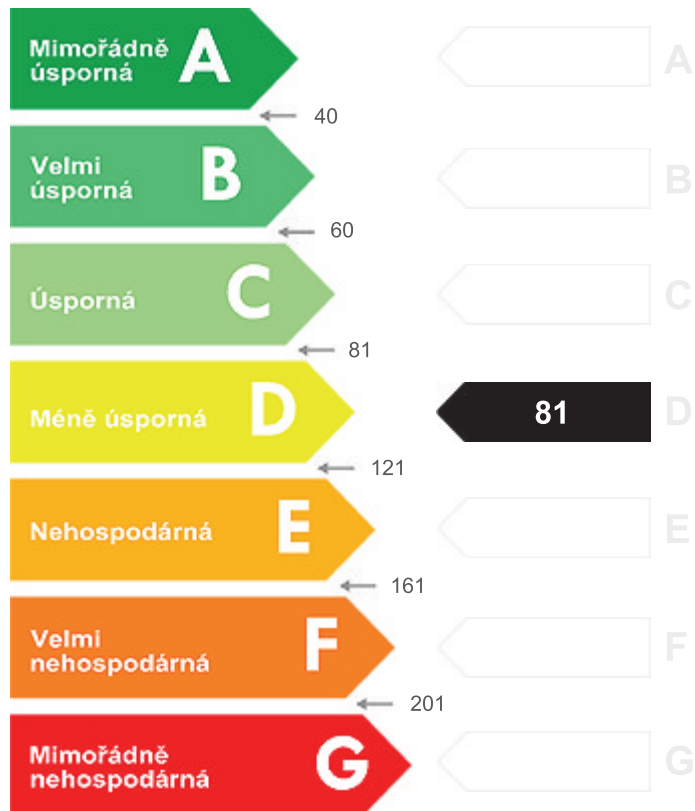 Mimořádně
úsporná
A
A
40
Velmi
úsporná
B
B
60
Úsporná
C
C
81
Méně úsporná
D
81
D
121
Nehospodárná
E
E
161
Velmi
nehospodárná
F
F
201
Mimořádně
nehospodárná
G
G